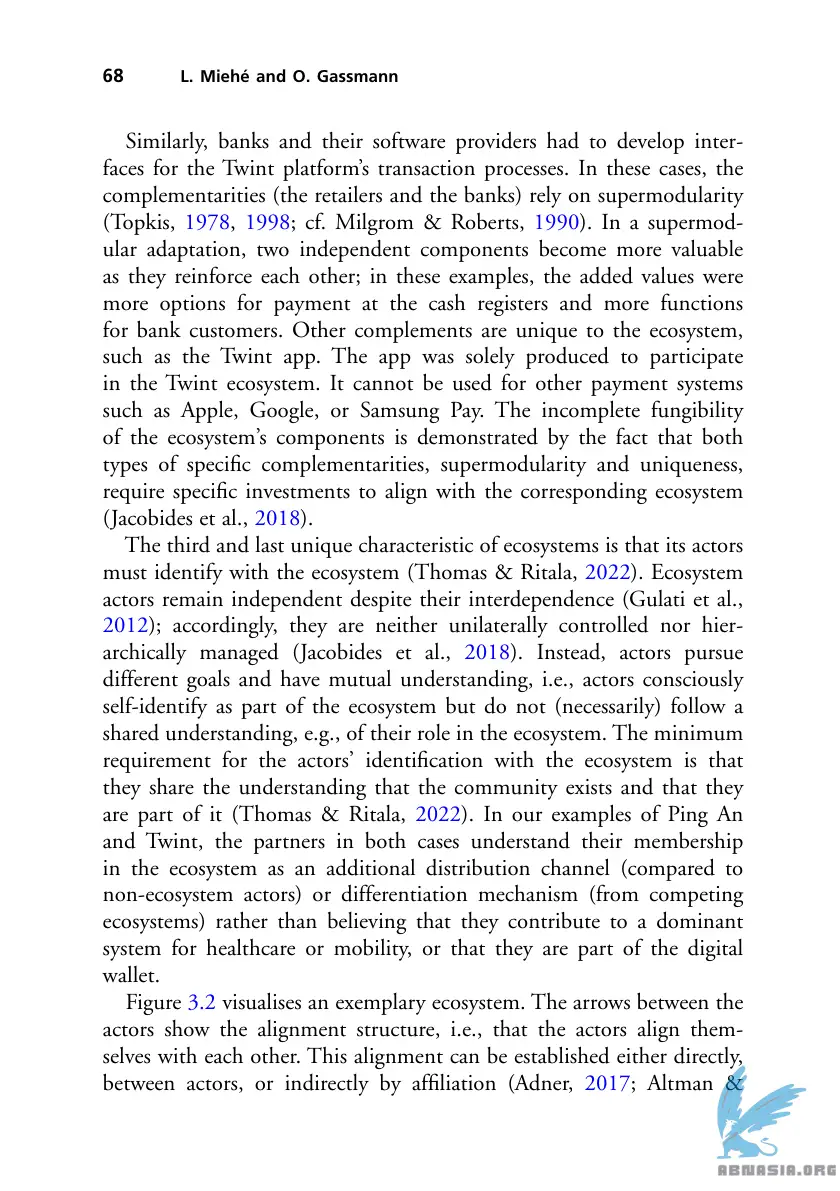 68 L. Miehé and O. Gassmann
Similarly, banks and their software providers had to develop inter-
faces for the Twint platform's transaction processes. In these cases, the
complementarities (the retailers and the banks) rely on supermodularity
(Topkis, 1978, 1998; cf. Milgrom & Roberts, 1990). In a supermod-
ular adaptation, two independent components become more valuable
as they reinforce each other; in these examples, the added values were
more options for payment at the cash registers and more functions
for bank customers. Other complements are unique to the ecosystem,
such as the Twint app. The app was solely produced to participate
in the Twint ecosystem. It cannot be used for other payment systems
such as Apple, Google, or Samsung Pay. The incomplete fungibility
of the ecosystem's components is demonstrated by the fact that both
types of specific complementarities, supermodularity and uniqueness,
require specific investments to align with the corresponding ecosystem
(Jacobides et al., 2018).
The third and last unique characteristic of ecosystems is that its actors
must identify with the ecosystem (Thomas & Ritala, 2022). Ecosystem
actors remain independent despite their interdependence (Gulati et al.,
2012); accordingly, they are neither unilaterally controlled nor hier-
archically managed (Jacobides et al., 2018). Instead, actors pursue
different goals and have mutual understanding, i.e., actors consciously
self-identify as part of the ecosystem but do not (necessarily) follow a
shared understanding, e.g., of their role in the ecosystem. The minimum
requirement for the actors' identification with the ecosystem is that
they share the understanding that the community exists and that they
are part of it (Thomas & Ritala, 2022). In our examples of Ping An
and Twint, the partners in both cases understand their membership
in the ecosystem as an additional distribution channel (compared to
non-ecosystem actors) or differentiation mechanism (from competing
ecosystems) rather than believing that they contribute to a dominant
system for healthcare or mobility, or that they are part of the digital
wallet.
Figure 3.2 visualises an exemplary ecosystem. The arrows between the
actors show the alignment structure, i.e., that the actors align them-
selves with each other. This alignment can be established either directly,
between actors, or indirectly by affiliation (Adner, 2017; Altman &
ABNASIA.ORG